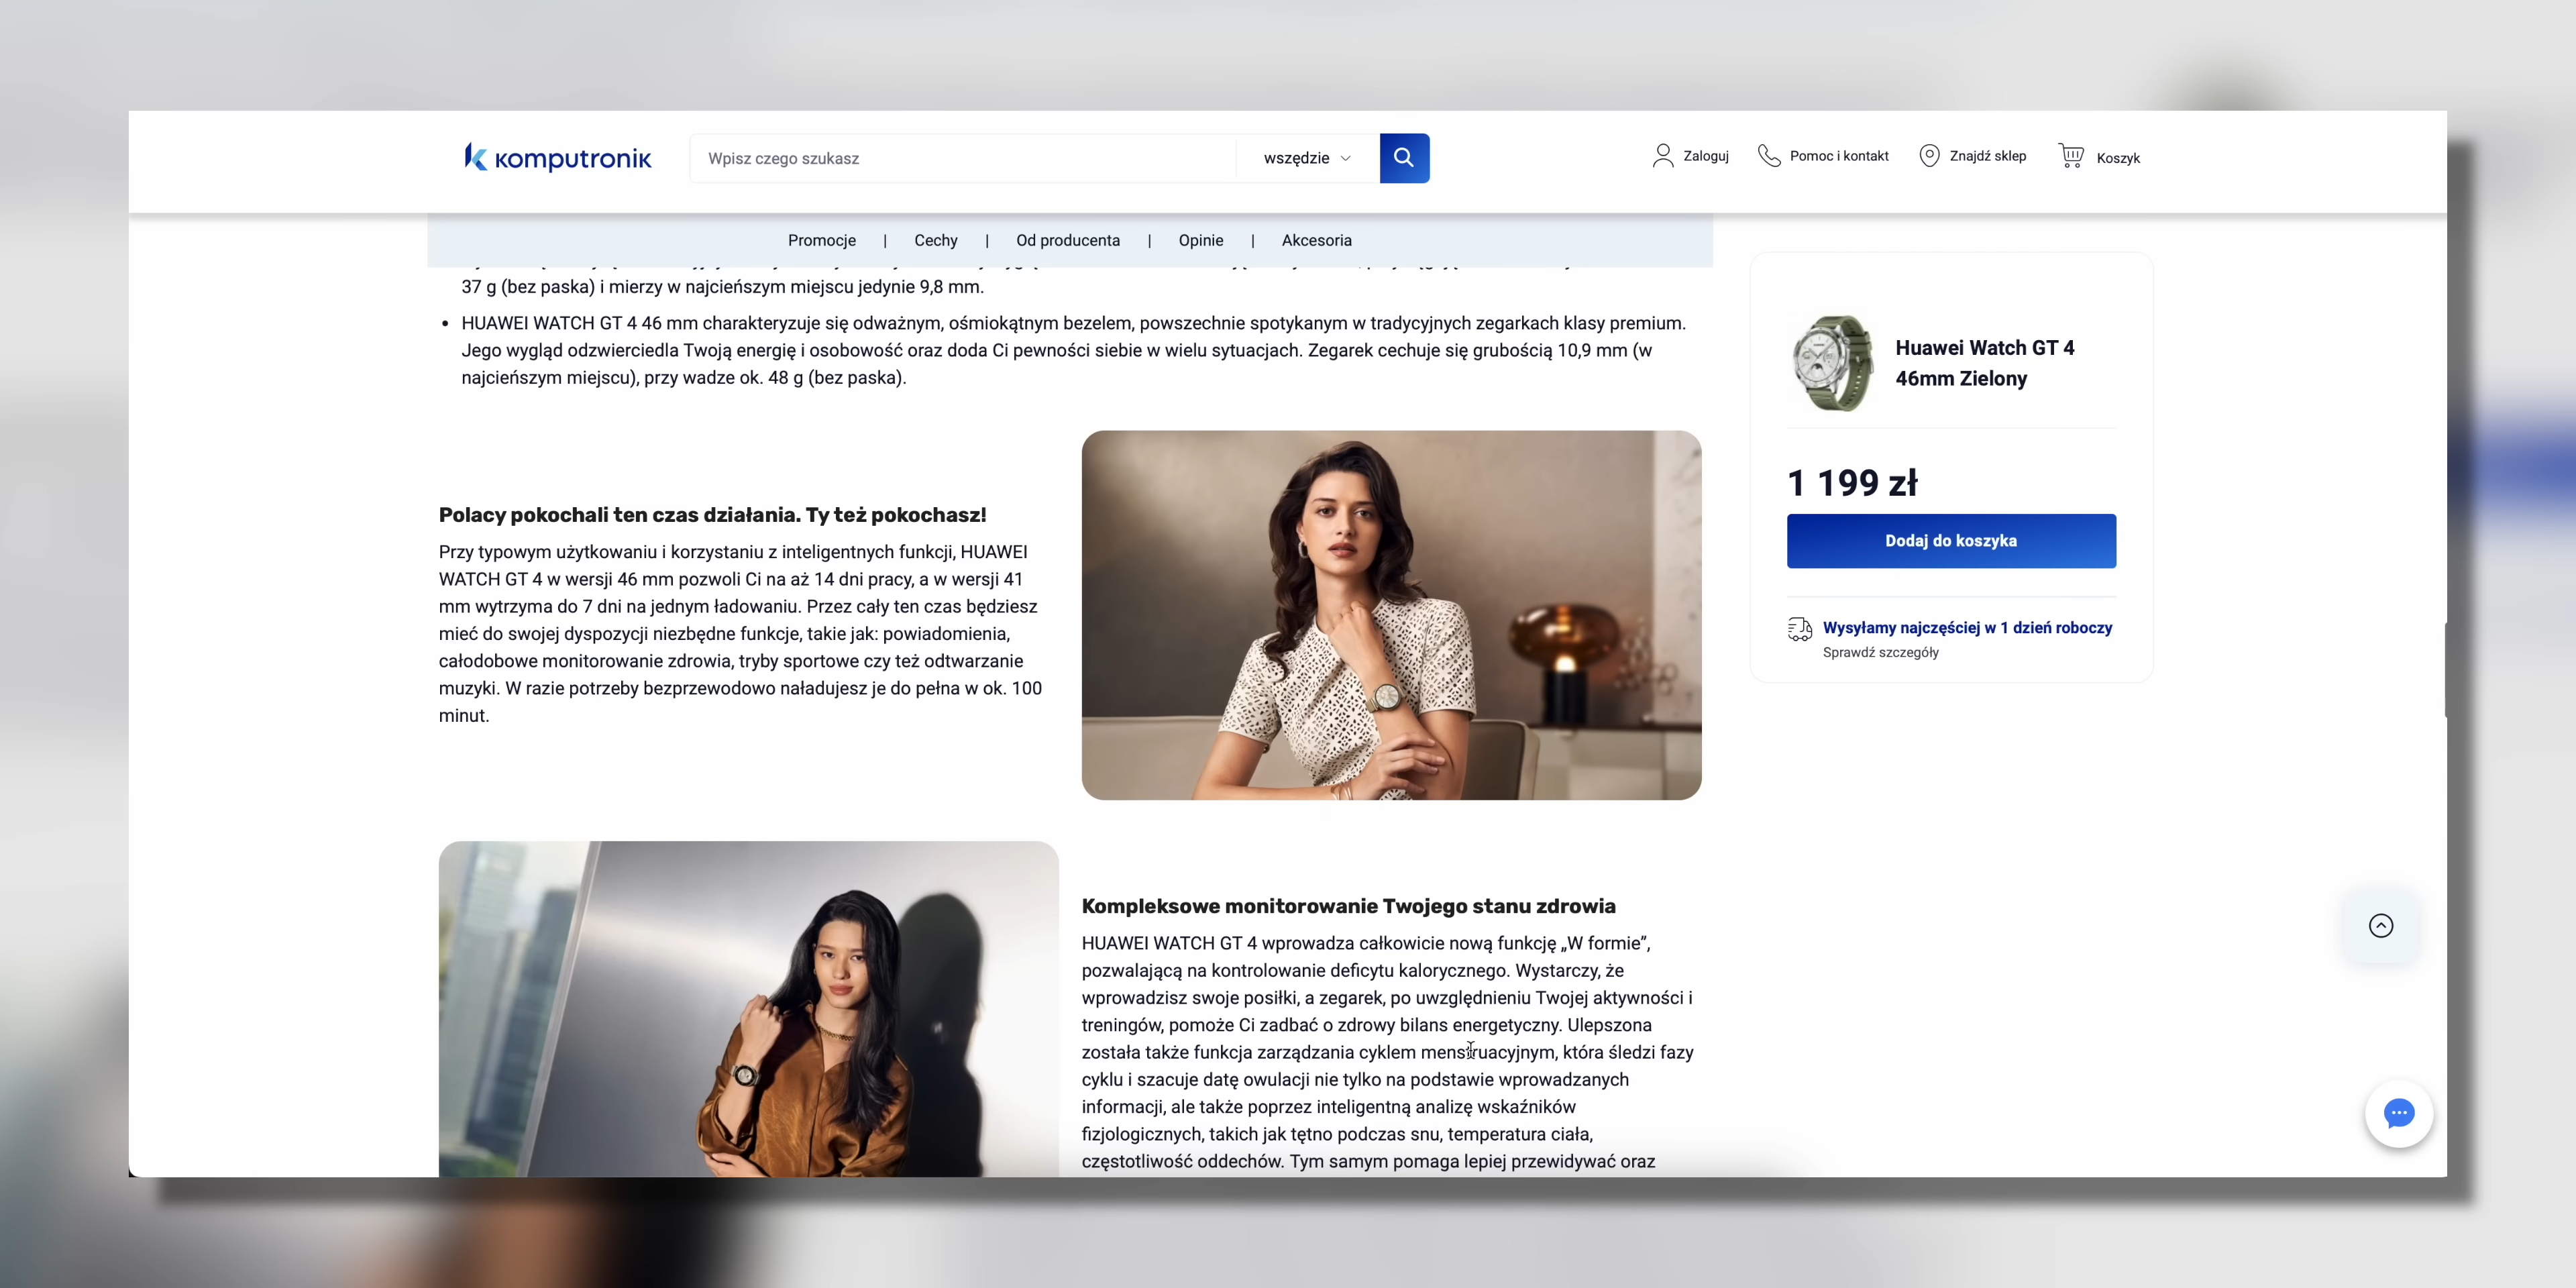 komputronik
Wpisz czego szukasz
wszędzie
Zaloguj
Pomoc i kontakt
Znajdź sklep
Koszyk
Promocje | Cechy | Od producenta | Opinie | Akcesoria
37 g (bez paska) i mierzy w najcieńszym miejscu jedynie 9,8 mm.
• HUAWEI WATCH GT 4 46 mm charakteryzuje się odważnym, ośmiokątnym bezelem, powszechnie spotykanym w tradycyjnych zegarkach klasy premium.
Jego wygląd odzwierciedla Twoją energię i osobowość oraz doda Ci pewności siebie w wielu sytuacjach. Zegarek cechuje się grubością 10,9 mm (w
najcieńszym miejscu), przy wadze ok. 48 g (bez paska).
Polacy pokochali ten czas działania. Ty też pokochasz!
Przy typowym użytkowaniu i korzystaniu z inteligentnych funkcji, HUAWEI
WATCH GT 4 w wersji 46 mm pozwoli Ci na aż 14 dni pracy, a w wersji 41
mm wytrzyma do 7 dni na jednym ładowaniu. Przez cały ten czas będziesz
mieć do swojej dyspozycji niezbędne funkcje, takie jak: powiadomienia,
całodobowe monitorowanie zdrowia, tryby sportowe czy też odtwarzanie
muzyki. W razie potrzeby bezprzewodowo naładujesz je do pełna w ok. 100
minut.
Kompleksowe monitorowanie Twojego stanu zdrowia
HUAWEI WATCH GT 4 wprowadza całkowicie nową funkcję „W formie”,
pozwalającą na kontrolowanie deficytu kalorycznego. Wystarczy, że
wprowadzisz swoje posiłki, a zegarek, po uwzględnieniu Twojej aktywności i
treningów, pomoże Ci zadbać o zdrowy bilans energetyczny. Ulepszona
została także funkcja zarządzania cyklem menstruacyjnym, która śledzi fazy
cyklu i szacuje datę owulacji nie tylko na podstawie wprowadzanych
informacji, ale także poprzez inteligentną analizę wskaźników
fizjologicznych, takich jak tętno podczas snu, temperatura ciała,
częstotliwość oddechów. Tym samym pomaga lepiej przewidywać oraz
Huawei Watch GT 4
46mm Zielony
1 199 zł
Dodaj do koszyka
Wysyłamy najczęściej w 1 dzień roboczy
Sprawdź szczegóły